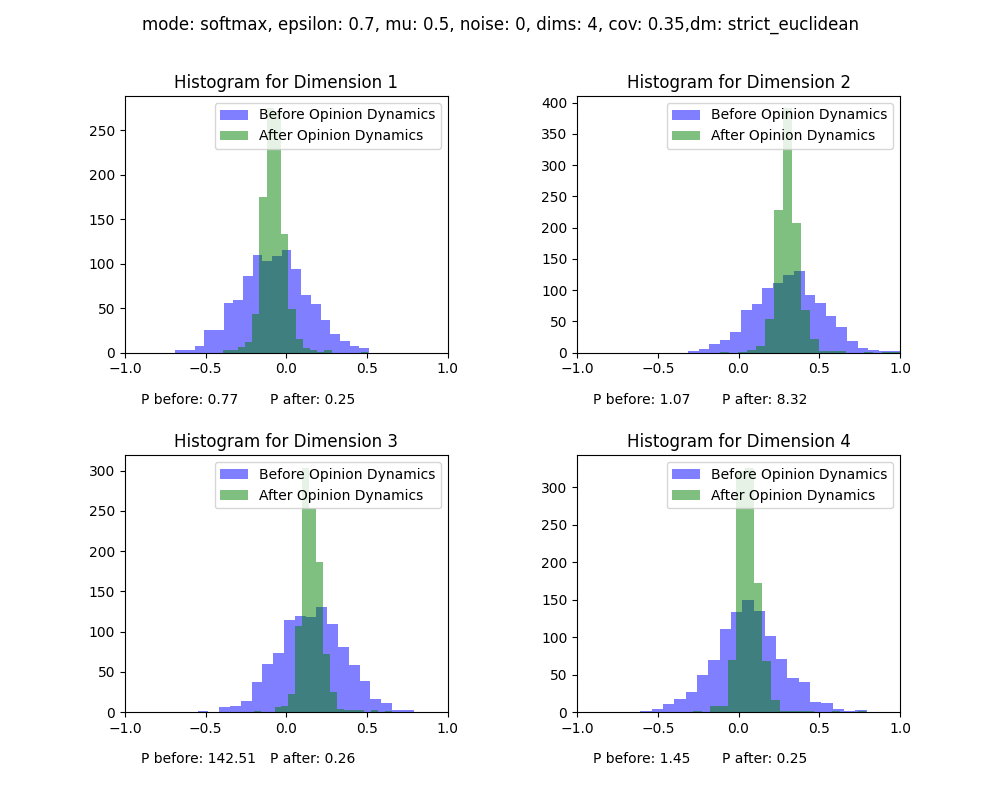 mode: softmax, epsilon: 0.7, mu: 0.5, noise: 0, dims: 4, cov: 0.35,dm: strict_euclidean
Histogram for Dimension 1
Before Opinion Dynamics
After Opinion Dynamics
250
200
150
100
50
0
−1.0 −0.5 0.0 0.5 1.0
P before: 0.77 P after: 0.25
Histogram for Dimension 2
Before Opinion Dynamics
After Opinion Dynamics
400
350
300
250
200
150
100
50
0
−1.0 −0.5 0.0 0.5 1.0
P before: 1.07 P after: 8.32
Histogram for Dimension 3
Before Opinion Dynamics
After Opinion Dynamics
300
250
200
150
100
50
0
−1.0 −0.5 0.0 0.5 1.0
P before: 142.51 P after: 0.26
Histogram for Dimension 4
Before Opinion Dynamics
After Opinion Dynamics
300
250
200
150
100
50
0
−1.0 −0.5 0.0 0.5 1.0
P before: 1.45 P after: 0.25